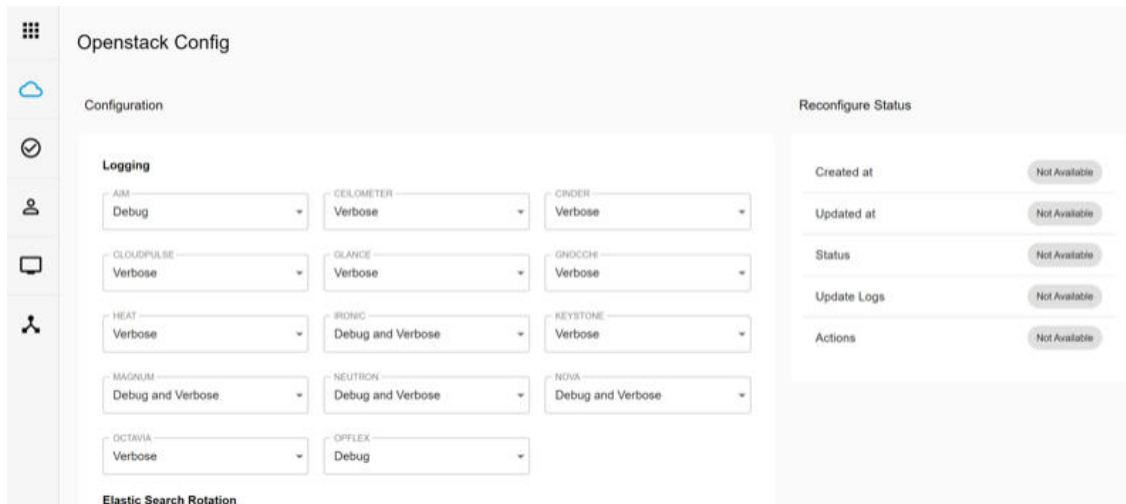 Openstack Config
Configuration
Logging
AIM CEILOMETER CINDER
Debug Verbose Verbose
CLOUDPULSE GLANCE GNOCCHI
Verbose Verbose Verbose
HEAT IRONIC KEYSTONE
Verbose Debug and Verbose Verbose
MAGNUM NEUTRON NOVA
Debug and Verbose Debug and Verbose Debug and Verbose
OCTAVIA OPFLEX
Verbose Debug
Elastic Search Rotation
Reconfigure Status
Created at Not Available
Updated at Not Available
Status Not Available
Update Logs Not Available
Actions Not Available